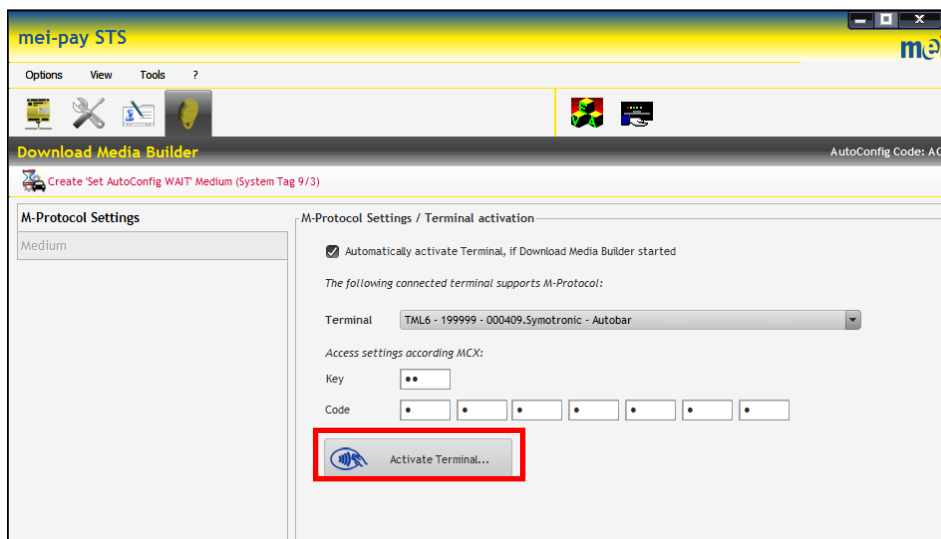 mei-pay STS
mei
Options View Tools ?
Download Media Builder
AutoConfig Code: AC
Create 'Set AutoConfig WAIT' Medium (System Tag 9/3)
M-Protocol Settings
Medium
M-Protocol Settings / Terminal activation
Automatically activate Terminal, if Download Media Builder started
The following connected terminal supports M-Protocol:
Terminal TML6 - 199999 - 000409.Symotronic - Autobar
Access settings according MCX:
Key
Code
Activate Terminal...